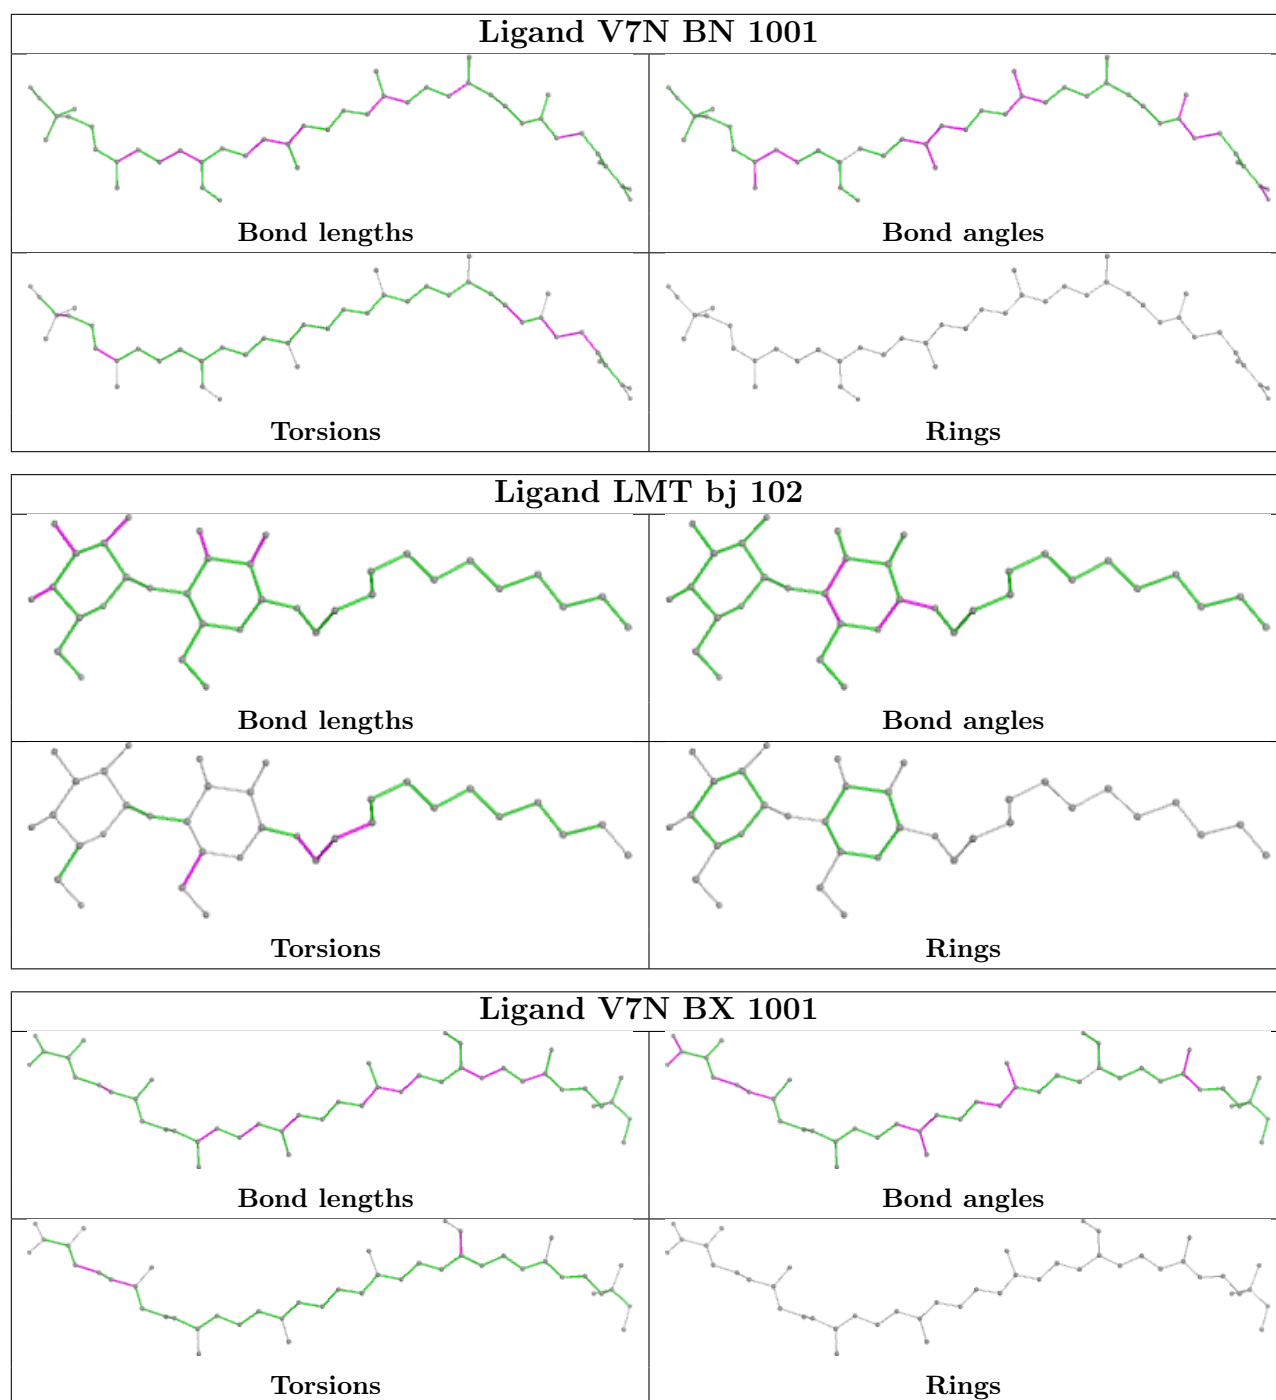 Ligand V7N BN 1001
Bond lengths
Bond angles
Torsions
Rings
Ligand LMT bj 102
Bond lengths
Bond angles
Torsions
Rings
Ligand V7N BX 1001
Bond lengths
Bond angles
Torsions
Rings